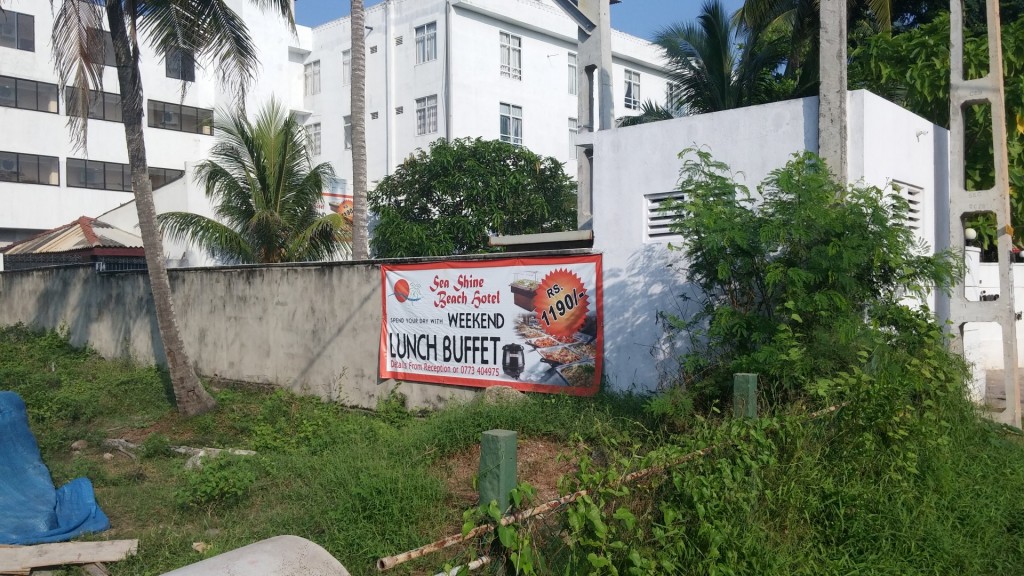 Sea Shine
Beach Hotel
SPEND YOUR DAY WITH WEEKEND
LUNCH BUFFET
Details From Reception or 0773 404975
RS.
1190/-